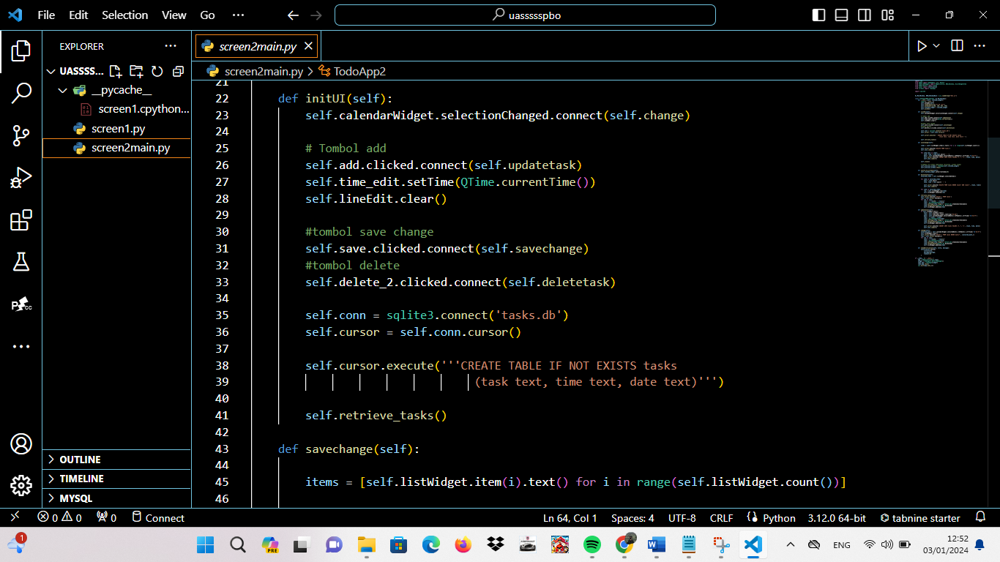 File Edit Selection View Go ··· uasssssspbo
EXPLORER ···
screen2main.py
UASSSS...
screen2main.py > TodoApp2
__pycache__
screen1.cpython...
screen1.py
screen2main.py
21
22 def initUI(self):
23 self.calendarWidget.selectionChanged.connect(self.change)
24
25 # Tombol add
26 self.add.clicked.connect(self.updatetask)
27 self.time_edit.setTime(QTime.currentTime())
28 self.lineEdit.clear()
29
30 #tombol save change
31 self.save.clicked.connect(self.savechange)
32 #tombol delete
33 self.delete_2.clicked.connect(self.deletetask)
34
35 self.conn = sqlite3.connect('tasks.db')
36 self.cursor = self.conn.cursor()
37
38 self.cursor.execute('''CREATE TABLE IF NOT EXISTS tasks
39 (task text, time text, date text)''')
40
41 self.retrieve_tasks()
42
43 def savechange(self):
44
45 items = [self.listWidget.item(i).text() for i in range(self.listWidget.count())]
46
OUTLINE
TIMELINE
MYSQL
0 0 0 Connect Ln 64, Col 1 Spaces: 4 UTF-8 CRLF Python 3.12.0 64-bit tabnine starter
1
PRE
ENG
12:52
03/01/2024